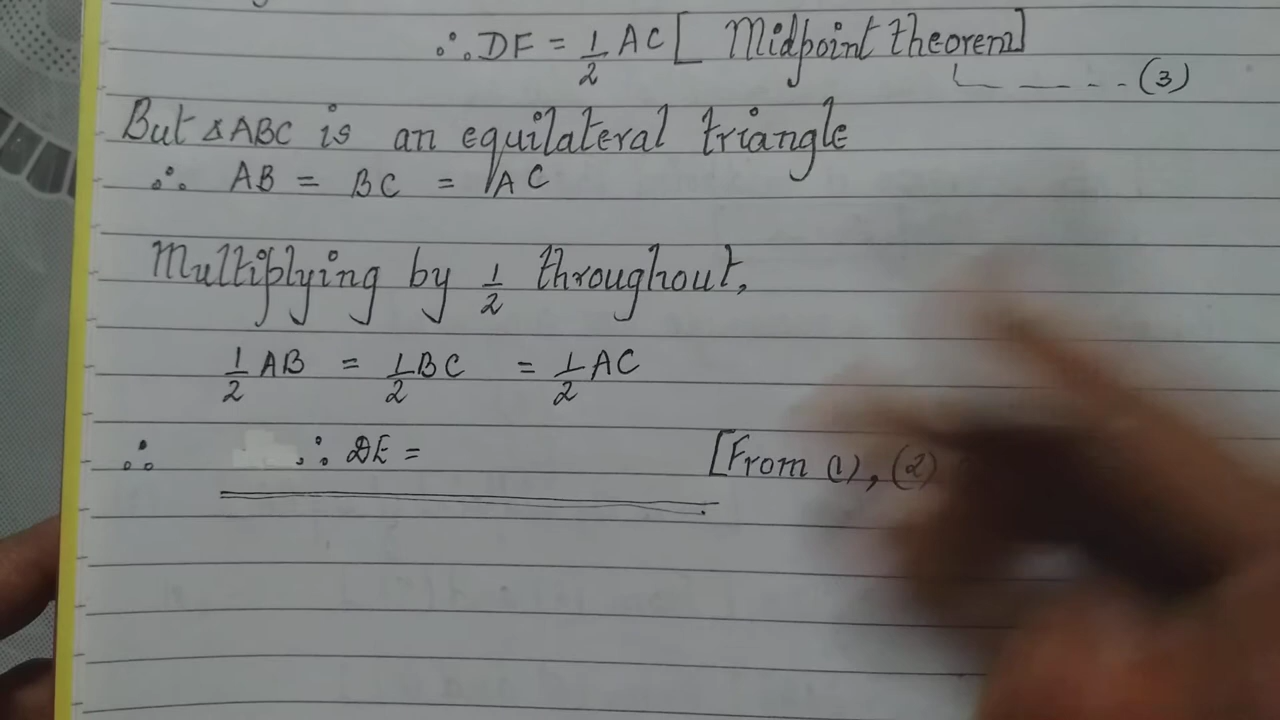 ∴ DF = 1/2 AC [ Midpoint theorem]
----(3)
But △ABC is an equilateral triangle
∴ AB = BC = AC
Multiplying by 1/2 throughout,
1/2 AB = 1/2 BC = 1/2 AC
∴ ∴ DE = [From (1), (2)